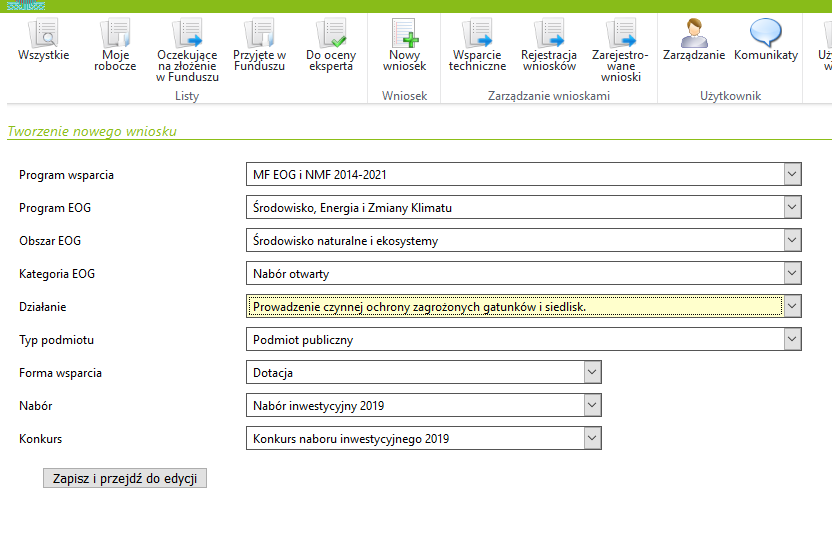 Wszystkie
Moje
robocze
Oczekujące
na złożenie
w Funduszu
Przyjęte w
Funduszu
Do oceny
eksperta
Nowy
wniosek
Wsparcie
techniczne
Rejestracja
wniosków
Zarejestro-
wane
wnioski
Zarządzanie
Komunikaty
Listy
Wniosek
Zarządzanie wnioskami
Użytkownik
Tworzenie nowego wniosku
Program wsparcia MF EOG i NMF 2014-2021
Program EOG Środowisko, Energia i Zmiany Klimatu
Obszar EOG Środowisko naturalne i ekosystemy
Kategoria EOG Nabór otwarty
Działanie Prowadzenie czynnej ochrony zagrożonych gatunków i siedlisk.
Typ podmiotu Podmiot publiczny
Forma wsparcia Dotacja
Nabór Nabór inwestycyjny 2019
Konkurs Konkurs naboru inwestycyjnego 2019
Zapisz i przejdź do edycji